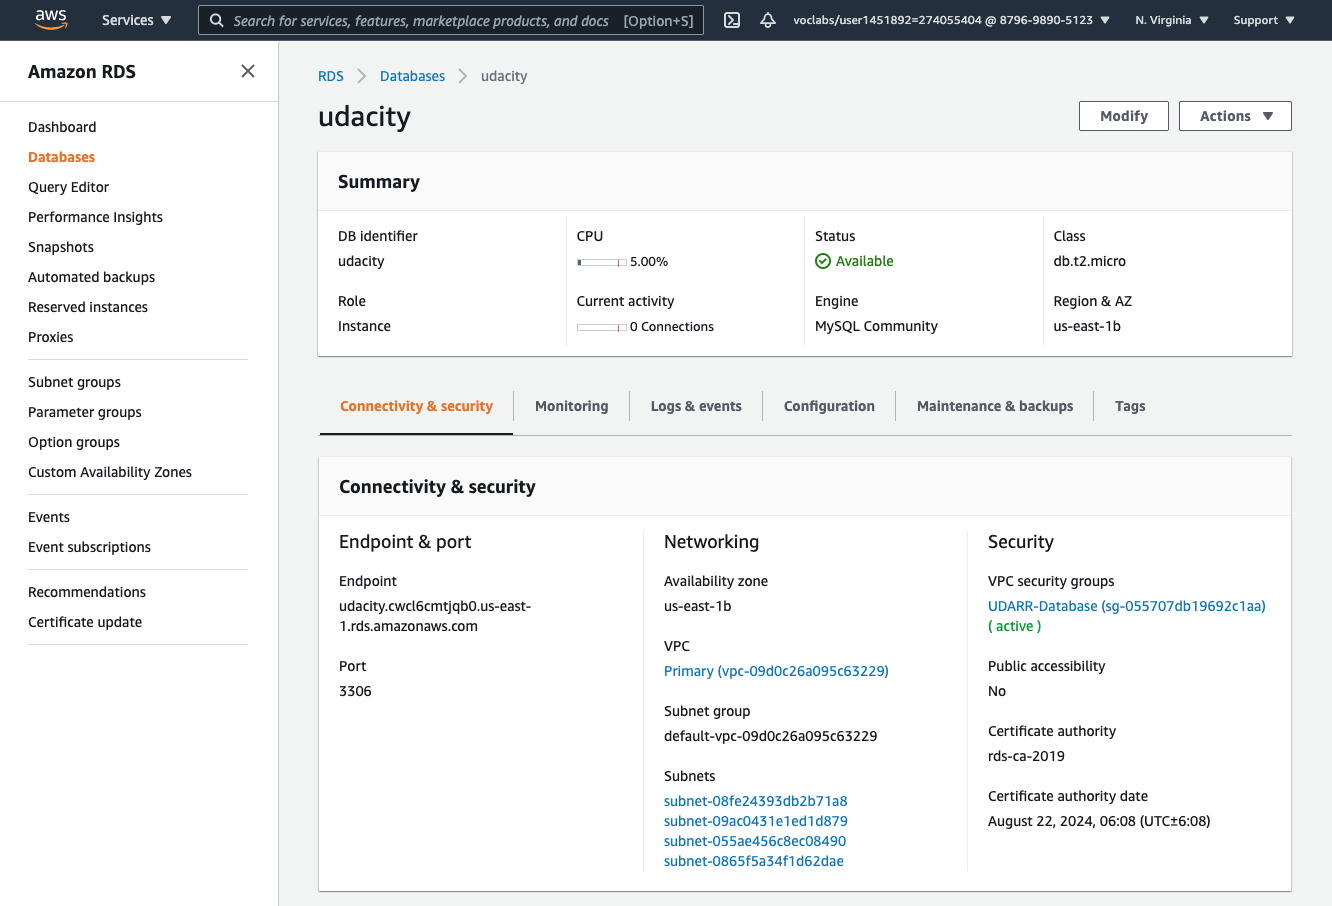 aws
Services
Search for services, features, marketplace products, and docs [Option+S]
voclabs/user1451892=274055404 @ 8796-9890-5123
N. Virginia
Support
Amazon RDS
Dashboard
Databases
Query Editor
Performance Insights
Snapshots
Automated backups
Reserved instances
Proxies
Subnet groups
Parameter groups
Option groups
Custom Availability Zones
Events
Event subscriptions
Recommendations
Certificate update
RDS > Databases > udacity
udacity
Modify
Actions
Summary
DB identifier
udacity
CPU
5.00%
Status
Available
Class
db.t2.micro
Role
Instance
Current activity
0 Connections
Engine
MySQL Community
Region & AZ
us-east-1b
Connectivity & security
Monitoring
Logs & events
Configuration
Maintenance & backups
Tags
Connectivity & security
Endpoint & port
Endpoint
udacity.cwcl6cmtjqb0.us-east-
1.rds.amazonaws.com
Port
3306
Networking
Availability zone
us-east-1b
VPC
Primary (vpc-09d0c26a095c63229)
Subnet group
default-vpc-09d0c26a095c63229
Subnets
subnet-08fe24393db2b71a8
subnet-09ac0431e1ed1d879
subnet-055ae456c8ec08490
subnet-0865f5a34f1d62dae
Security
VPC security groups
UDARR-Database (sg-055707db19692c1aa)
( active )
Public accessibility
No
Certificate authority
rds-ca-2019
Certificate authority date
August 22, 2024, 06:08 (UTC±6:08)